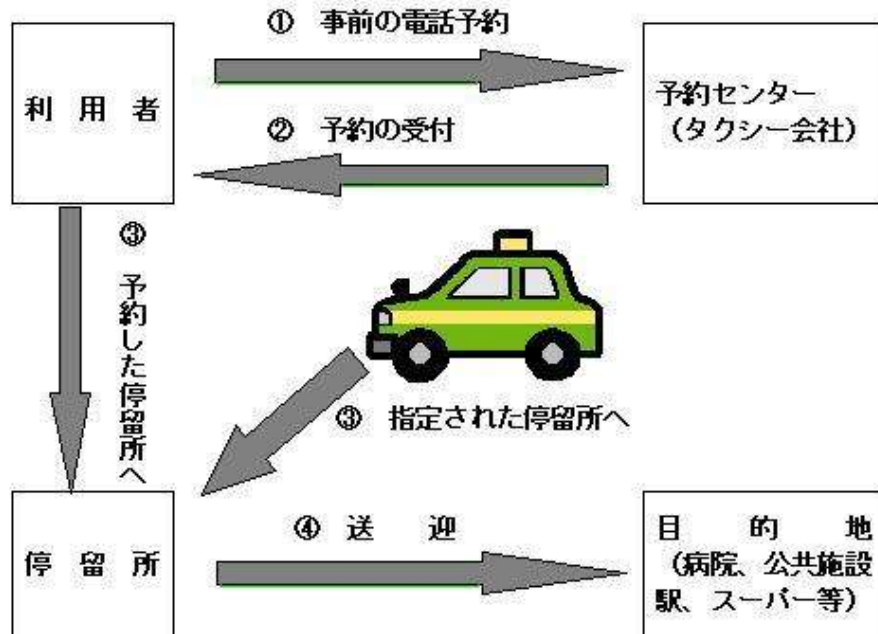 ① 事前の電話予約
利 用 者
予約センター
（タクシー会社）
② 予約の受付
③ 予約した停留所へ
③ 指定された停留所へ
停 留 所
④ 送 迎
目 的 地
（病院、公共施設
駅、スーパー等）